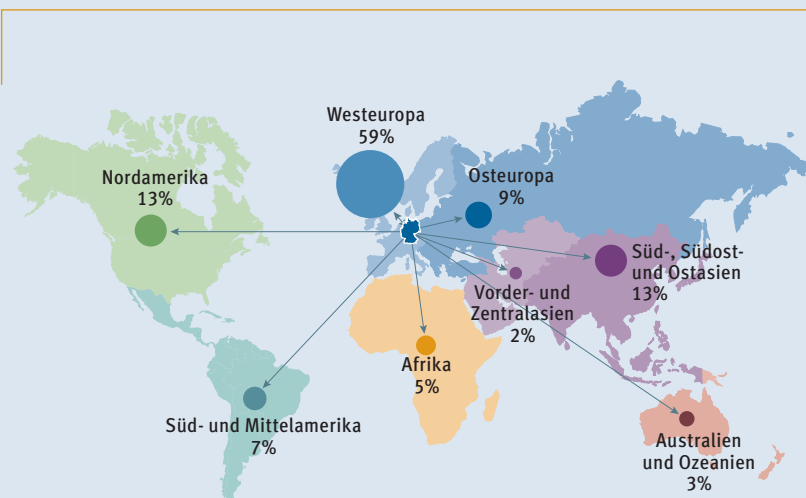 Westeuropa
59%
Nordamerika
13%
Osteuropa
9%
Süd-, Südost-
und Ostasien
13%
Vorder- und
Zentralasien
2%
Afrika
5%
Süd- und Mittelamerika
7%
Australien
und Ozeanien
3%